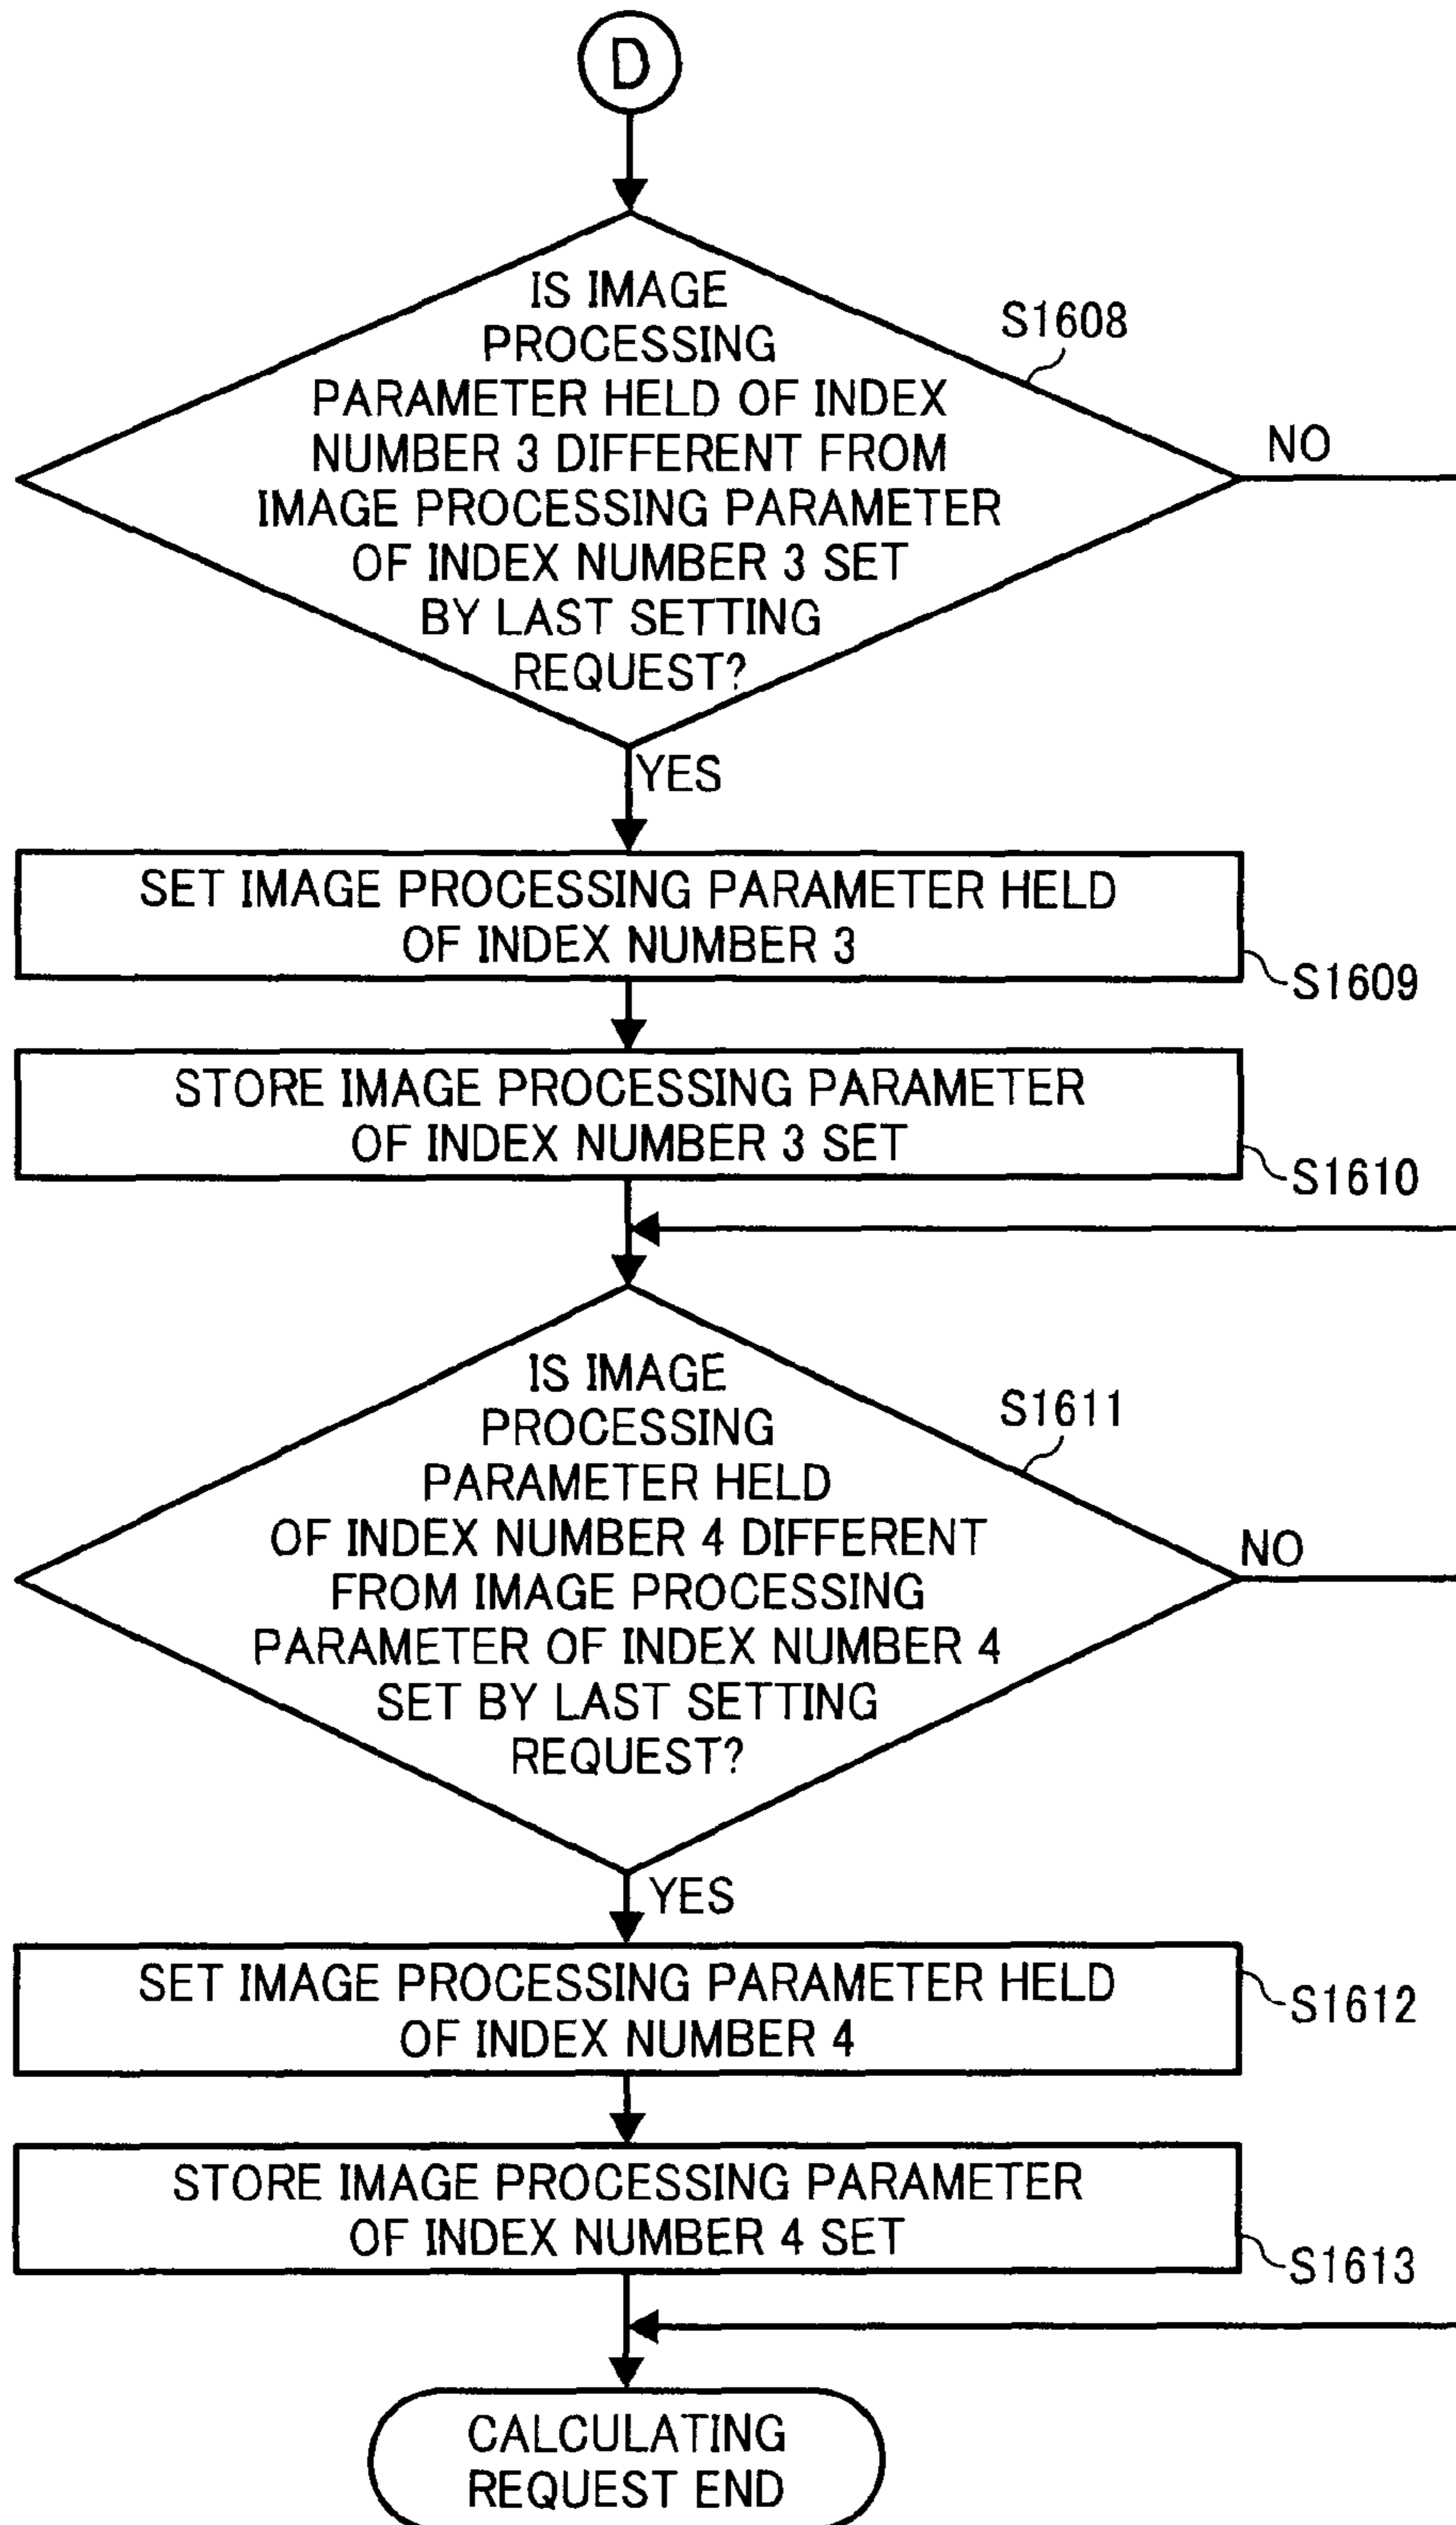 D
IS IMAGE
PROCESSING
PARAMETER HELD OF INDEX
NUMBER 3 DIFFERENT FROM
IMAGE PROCESSING PARAMETER
OF INDEX NUMBER 3 SET
BY LAST SETTING
REQUEST?
S1608
NO
YES
SET IMAGE PROCESSING PARAMETER HELD
OF INDEX NUMBER 3
S1609
STORE IMAGE PROCESSING PARAMETER
OF INDEX NUMBER 3 SET
S1610
IS IMAGE
PROCESSING
PARAMETER HELD
OF INDEX NUMBER 4 DIFFERENT
FROM IMAGE PROCESSING
PARAMETER OF INDEX NUMBER 4
SET BY LAST SETTING
REQUEST?
S1611
NO
YES
SET IMAGE PROCESSING PARAMETER HELD
OF INDEX NUMBER 4
S1612
STORE IMAGE PROCESSING PARAMETER
OF INDEX NUMBER 4 SET
S1613
CALCULATING
REQUEST END